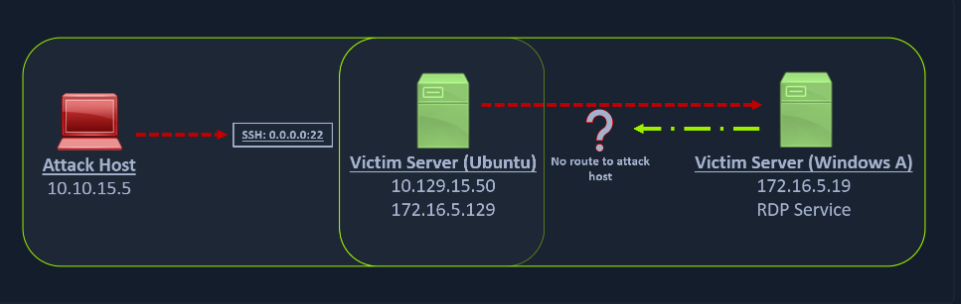 SSH: 0.0.0.0:22
Attack Host
10.10.15.5
Victim Server (Ubuntu)
10.129.15.50
172.16.5.129
?
No route to attack
host
Victim Server (Windows A)
172.16.5.19
RDP Service